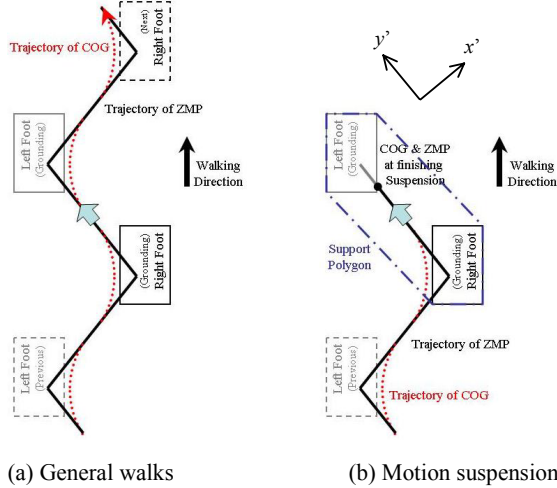 Trajectory of COG
(Next)
Right Foot
Trajectory of ZMP
Left Foot
(Grounding)
Walking
Direction
(Grounding)
Right Foot
Left Foot
(Previous)
(a) General walks
y’
x’
Left Foot
(Grounding)
COG & ZMP
at finishing
Suspension
Walking
Direction
Support
Polygon
(Grounding)
Right Foot
Left Foot
(Previous)
Trajectory of ZMP
Trajectory of COG
(b) Motion suspension